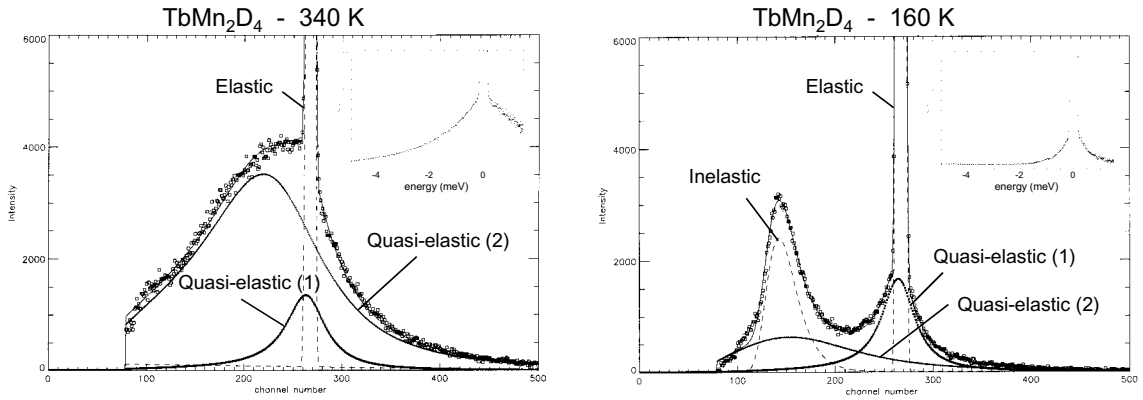 TbMn₂D₄ - 340 K
6000
Elastic
4000
-4 -2 0
energy (meV)
Intensity
Quasi-elastic (2)
2000
Quasi-elastic (1)
0
0 100 200 300 400 500
channel number
TbMn₂D₄ - 160 K
6000
Elastic
4000
-4 -2 0
energy (meV)
Inelastic
Intensity
Quasi-elastic (1)
2000
Quasi-elastic (2)
0
0 100 200 300 400 500
channel number